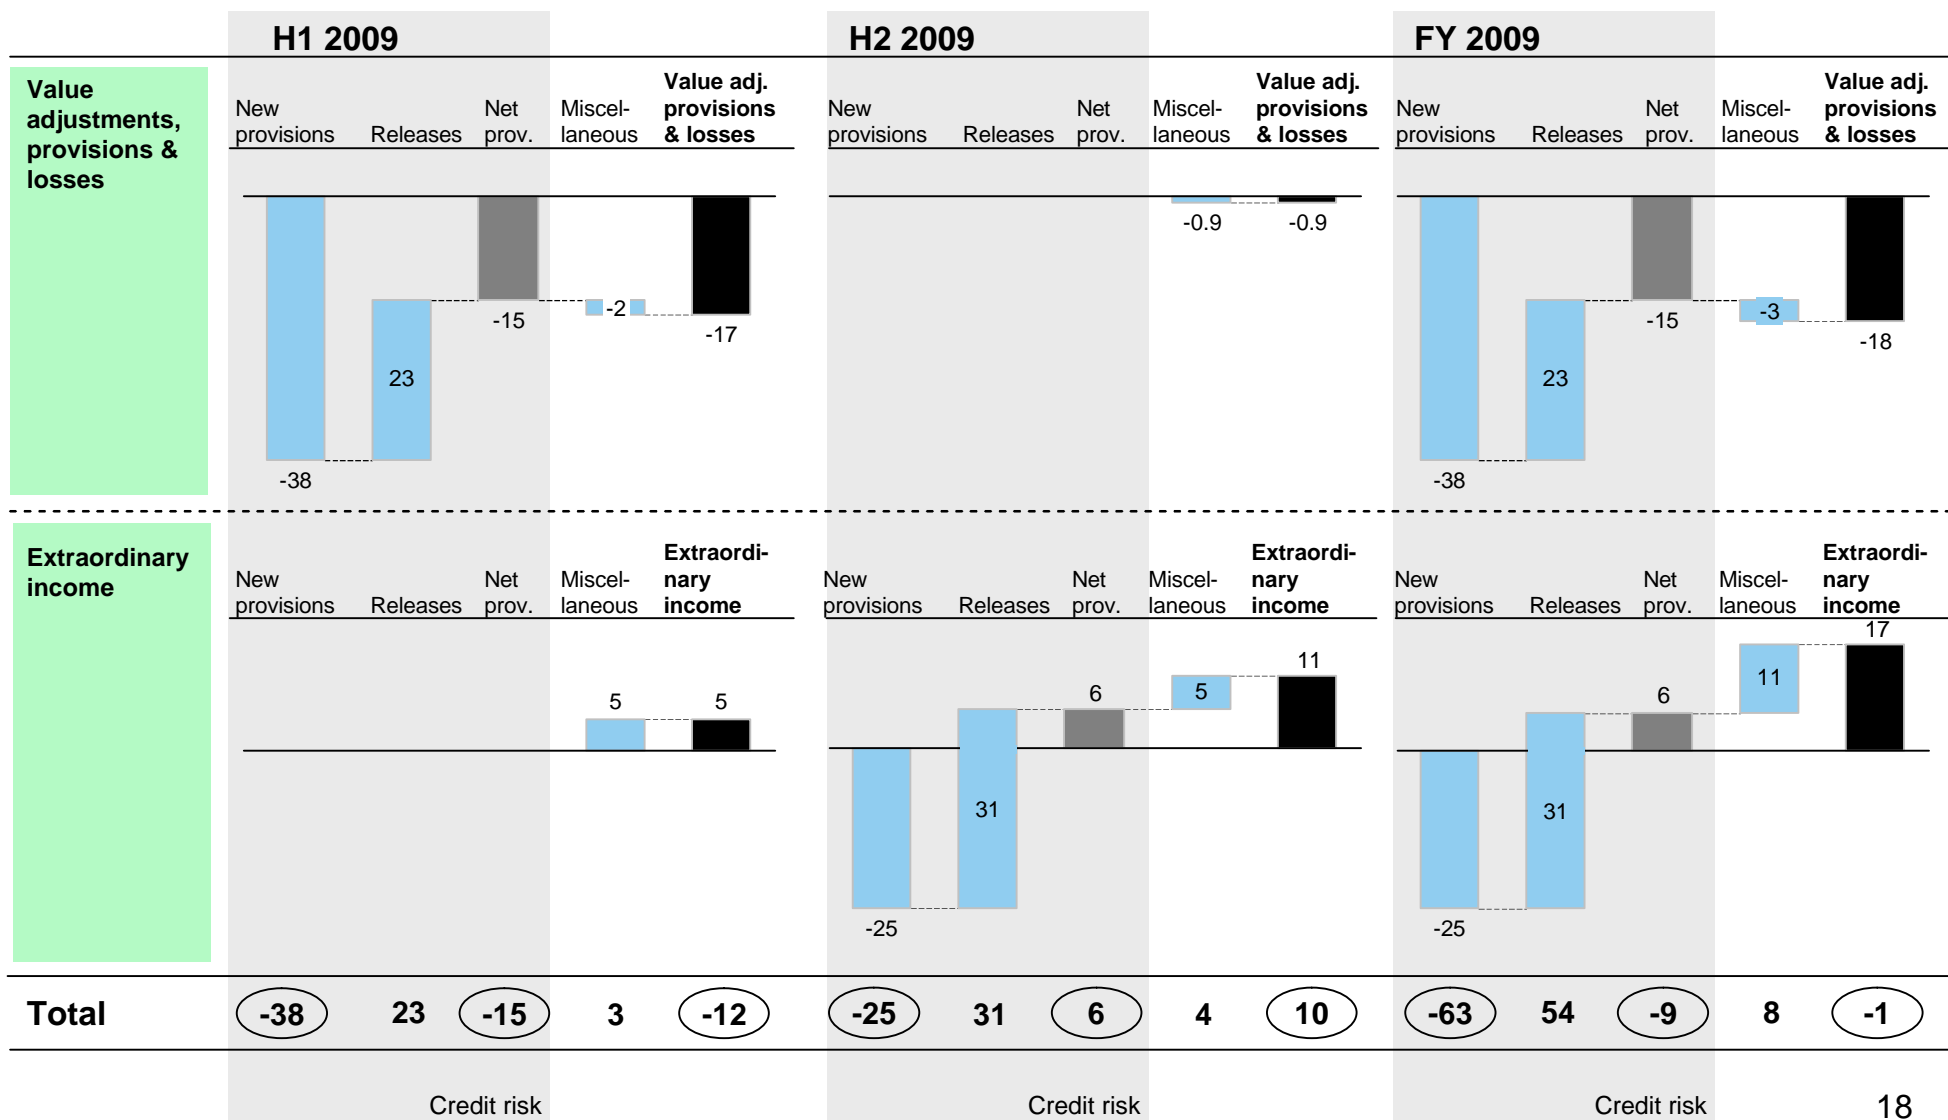 H1 2009
H2 2009
FY 2009
Value
adjustments,
provisions &
losses
New
provisions
Releases
Net
prov.
Miscel-
laneous
Value adj.
provisions
& losses
New
provisions
Releases
Net
prov.
Miscel-
laneous
Value adj.
provisions
& losses
New
provisions
Releases
Net
prov.
Miscel-
laneous
Value adj.
provisions
& losses
-38
23
-15
-2
-17
-0.9
-0.9
-38
23
-15
-3
-18
Extraordinary
income
New
provisions
Releases
Net
prov.
Miscel-
laneous
Extraordi-
nary
income
New
provisions
Releases
Net
prov.
Miscel-
laneous
Extraordi-
nary
income
New
provisions
Releases
Net
prov.
Miscel-
laneous
Extraordi-
nary
income
5
5
-25
31
6
5
11
-25
31
6
11
17
Total
-38
23
-15
3
-12
-25
31
6
4
10
-63
54
-9
8
-1
Credit risk
Credit risk
Credit risk
18